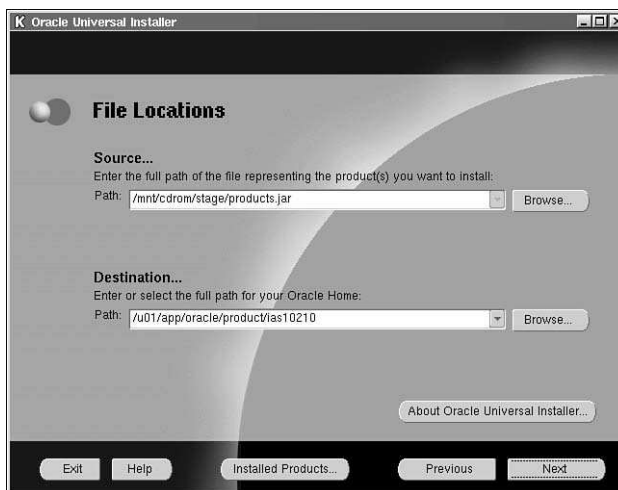 K Oracle Universal Installer
File Locations
Source...
Enter the full path of the file representing the product(s) you want to install:
Path: /mnt/cdrom/stage/products.jar Browse...
Destination...
Enter or select the full path for your Oracle Home:
Path: /u01/app/oracle/product/ias10210 Browse...
About Oracle Universal Installer...
Exit Help Installed Products... Previous Next